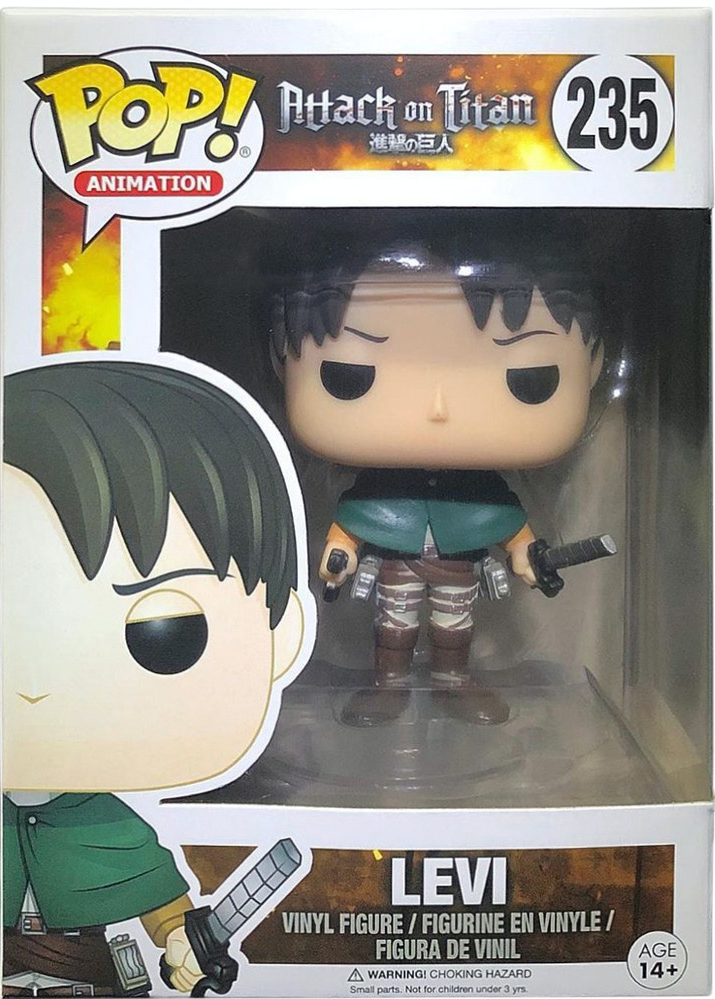 POP!®
ANIMATION
Attack on Titan
進撃の巨人
235
LEVI
VINYL FIGURE / FIGURINE EN VINYLE /
FIGURA DE VINIL
AGE
14+
⚠ WARNING! CHOKING HAZARD
Small parts. Not for children under 3 yrs.